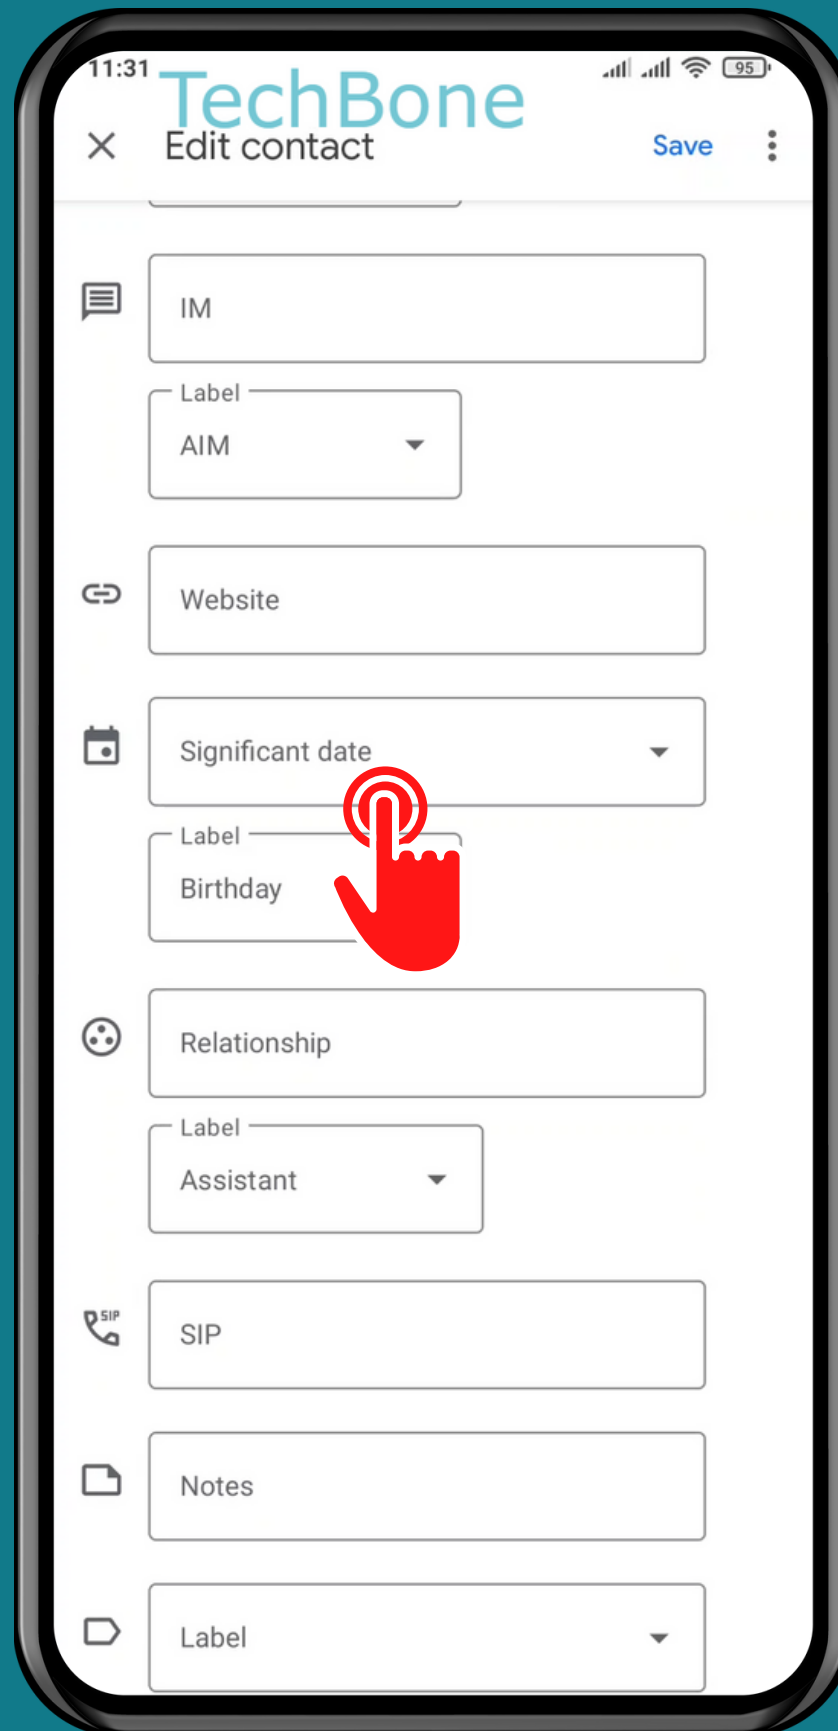 11:31
95
TechBone
Edit contact
Save
IM
Label
AIM
Website
Significant date
Label
Birthday
Relationship
Label
Assistant
SIP
SIP
Notes
Label